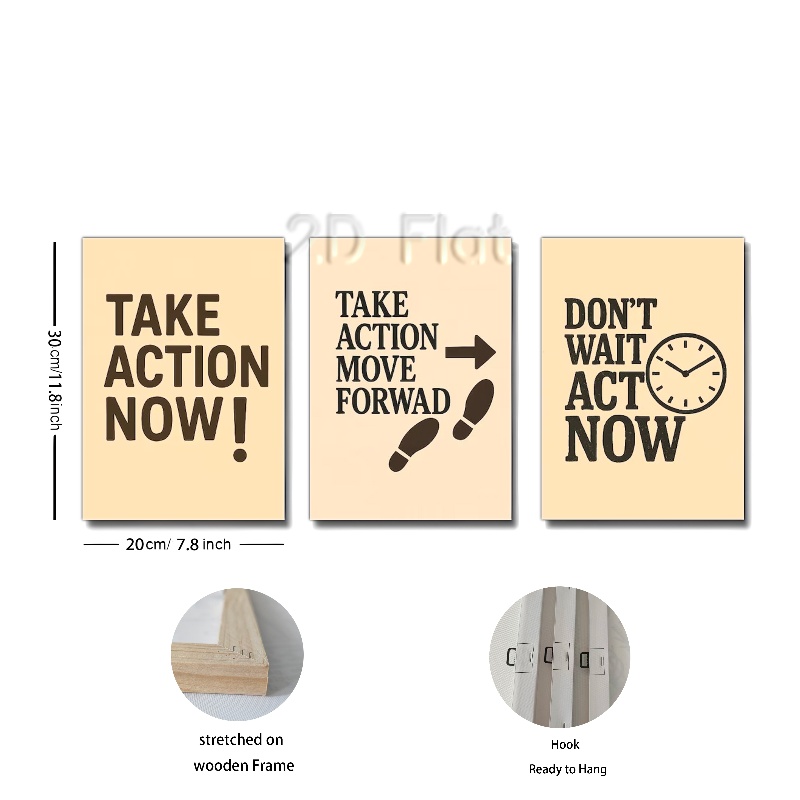 2D Flat
TAKE
ACTION
NOW!
TAKE
ACTION
MOVE
FORWAD
DON'T
WAIT
ACT
NOW
30cm/11.8inch
20cm/ 7.8 inch
stretched on
wooden Frame
Hook
Ready to Hang